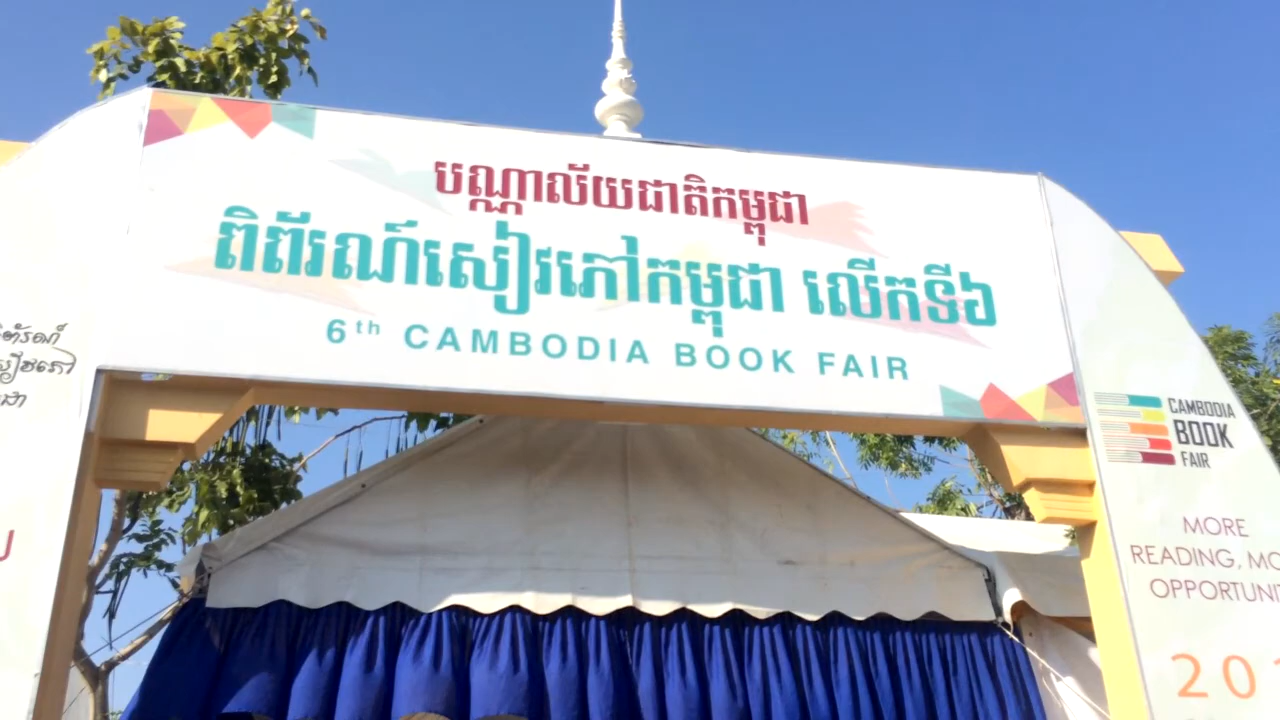 បណ្ណាល័យជាតិកម្ពុជា
ពិព័រណ៍សៀវភៅកម្ពុជា លើកទី៦
6th CAMBODIA BOOK FAIR
CAMBODIA
BOOK
FAIR
MORE
READING,